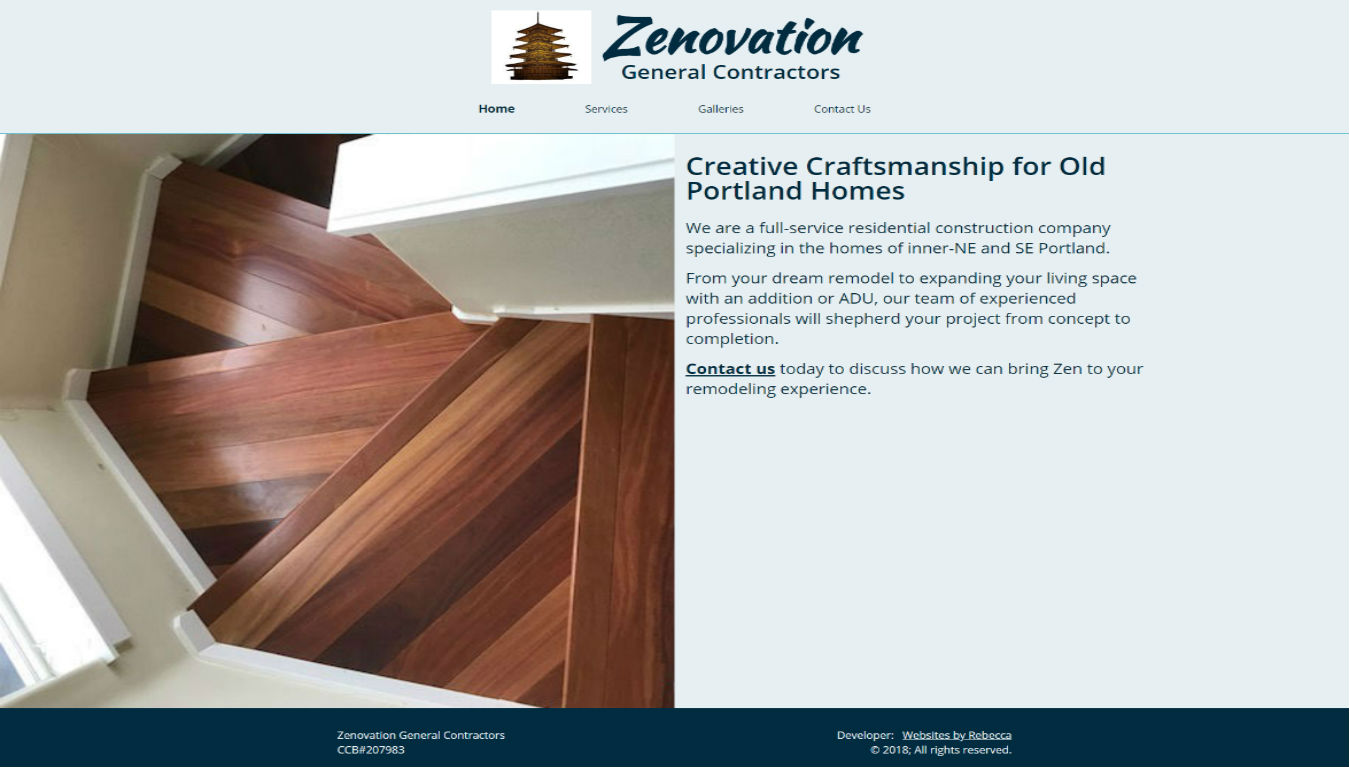 Zenovation
General Contractors
Home Services Galleries Contact Us
Creative Craftsmanship for Old
Portland Homes
We are a full-service residential construction company
specializing in the homes of inner-NE and SE Portland.
From your dream remodel to expanding your living space
with an addition or ADU, our team of experienced
professionals will shepherd your project from concept to
completion.
Contact us today to discuss how we can bring Zen to your
remodeling experience.
Zenovation General Contractors
CCB#207983
Developer: Websites by Rebecca
© 2018; All rights reserved.